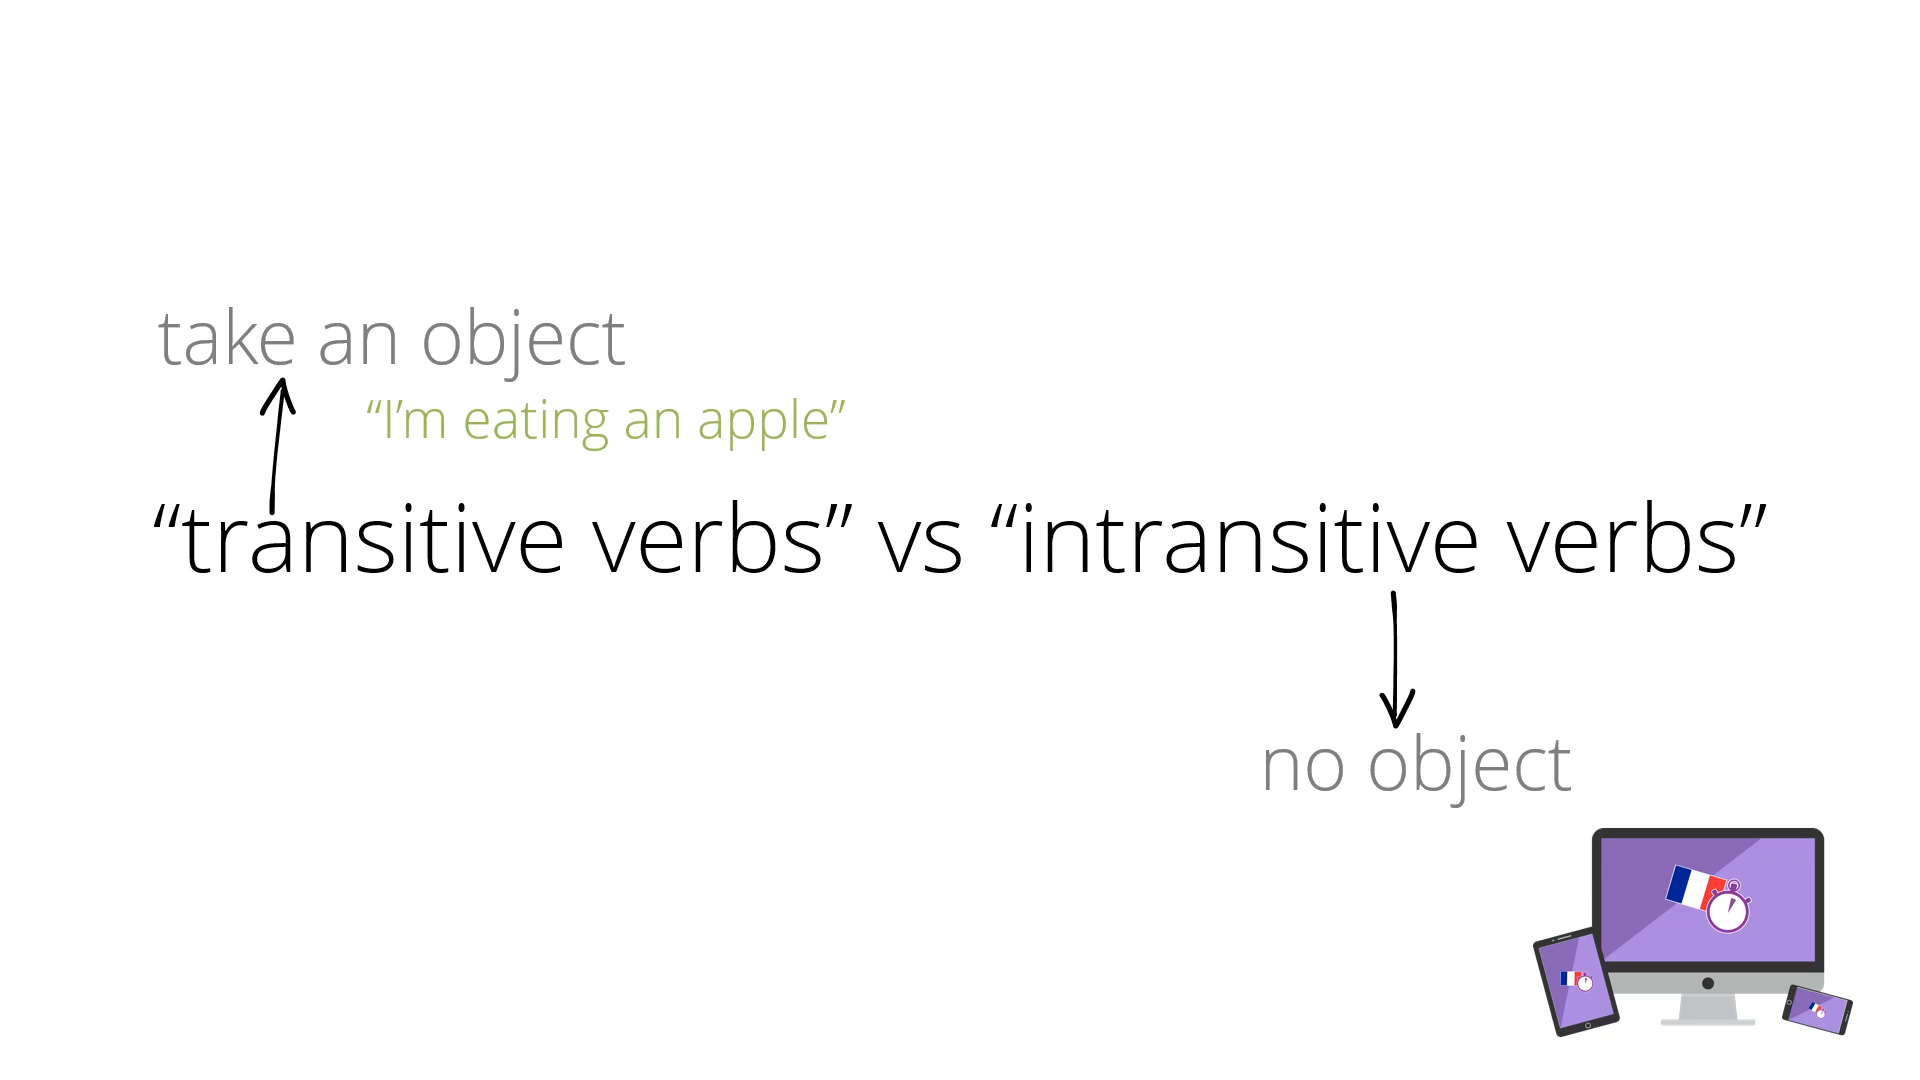 take an object
“I’m eating an apple”
“transitive verbs” vs “intransitive verbs”
no object